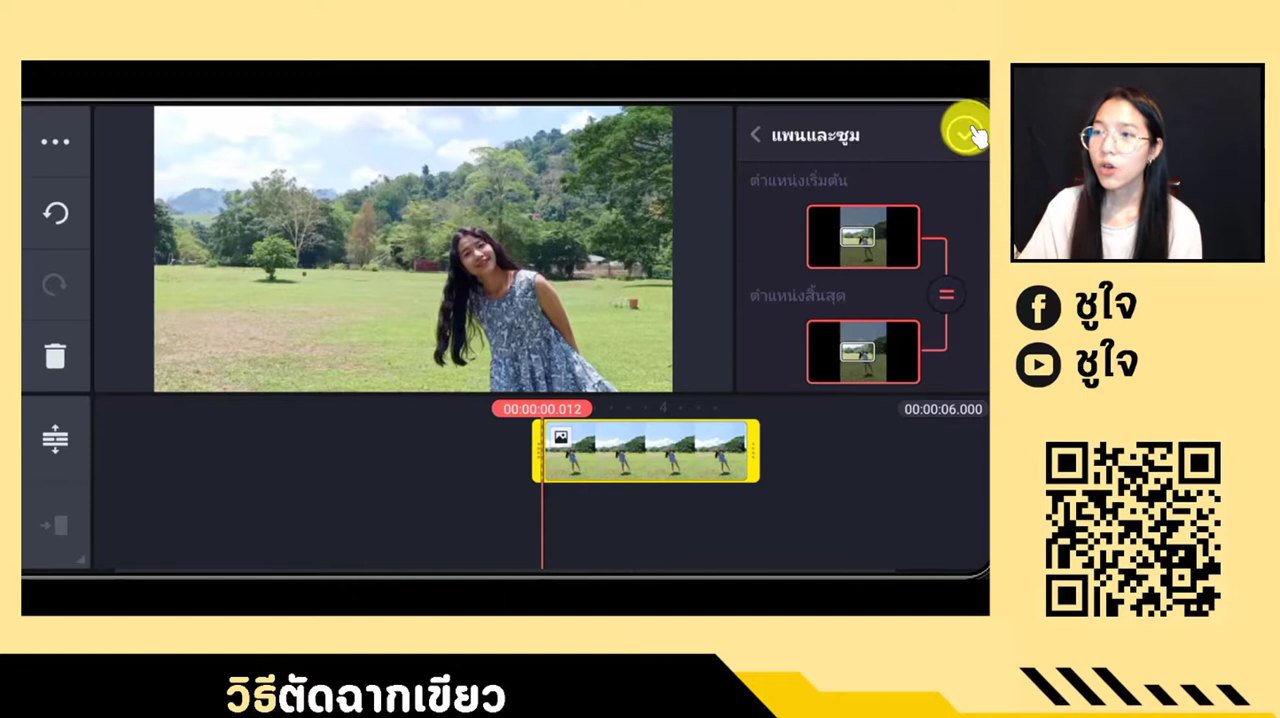 แพนและซูม
ตำแหน่งเริ่มต้น
ตำแหน่งสิ้นสุด
00:00:00.012
4
00:00:06.000
ชูใจ
ชูใจ
วิธีตัดฉากเขียว